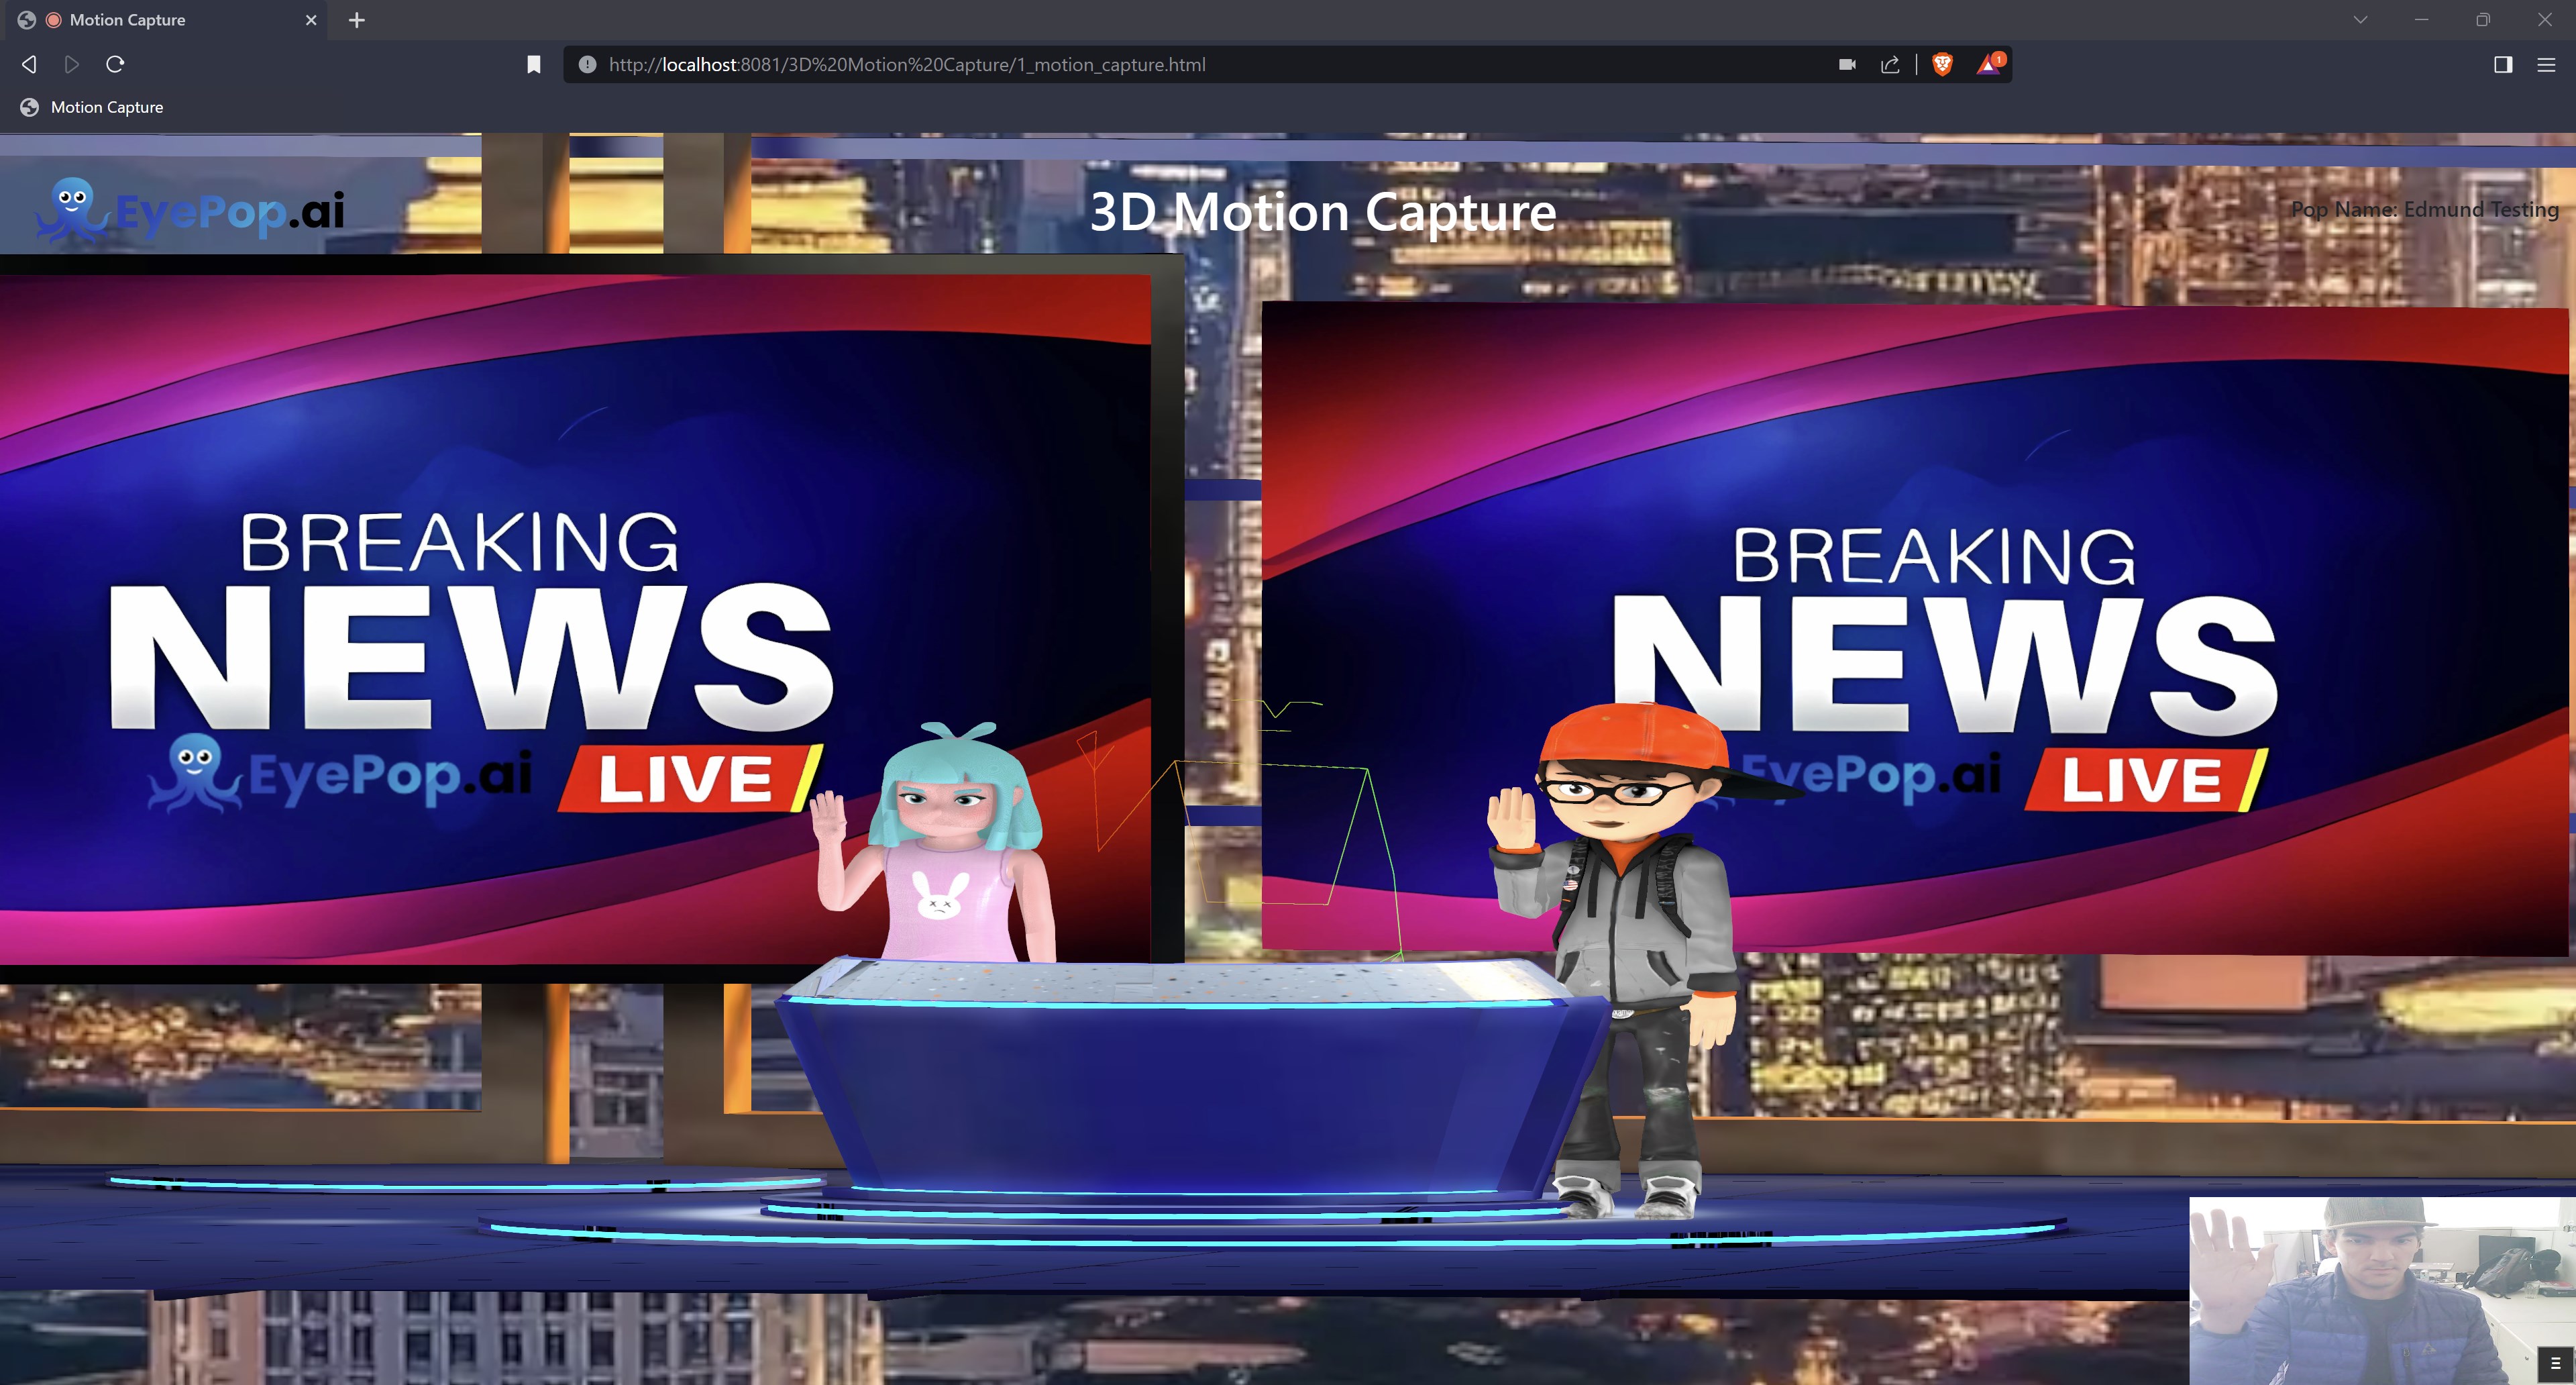 Motion Capture
http://localhost:8081/3D%20Motion%20Capture/1_motion_capture.html
1
Motion Capture
EyePop.ai
3D Motion Capture
Pop Name: Edmund Testing
BREAKING
NEWS
EyePop.ai
LIVE
BREAKING
NEWS
EyePop.ai
LIVE